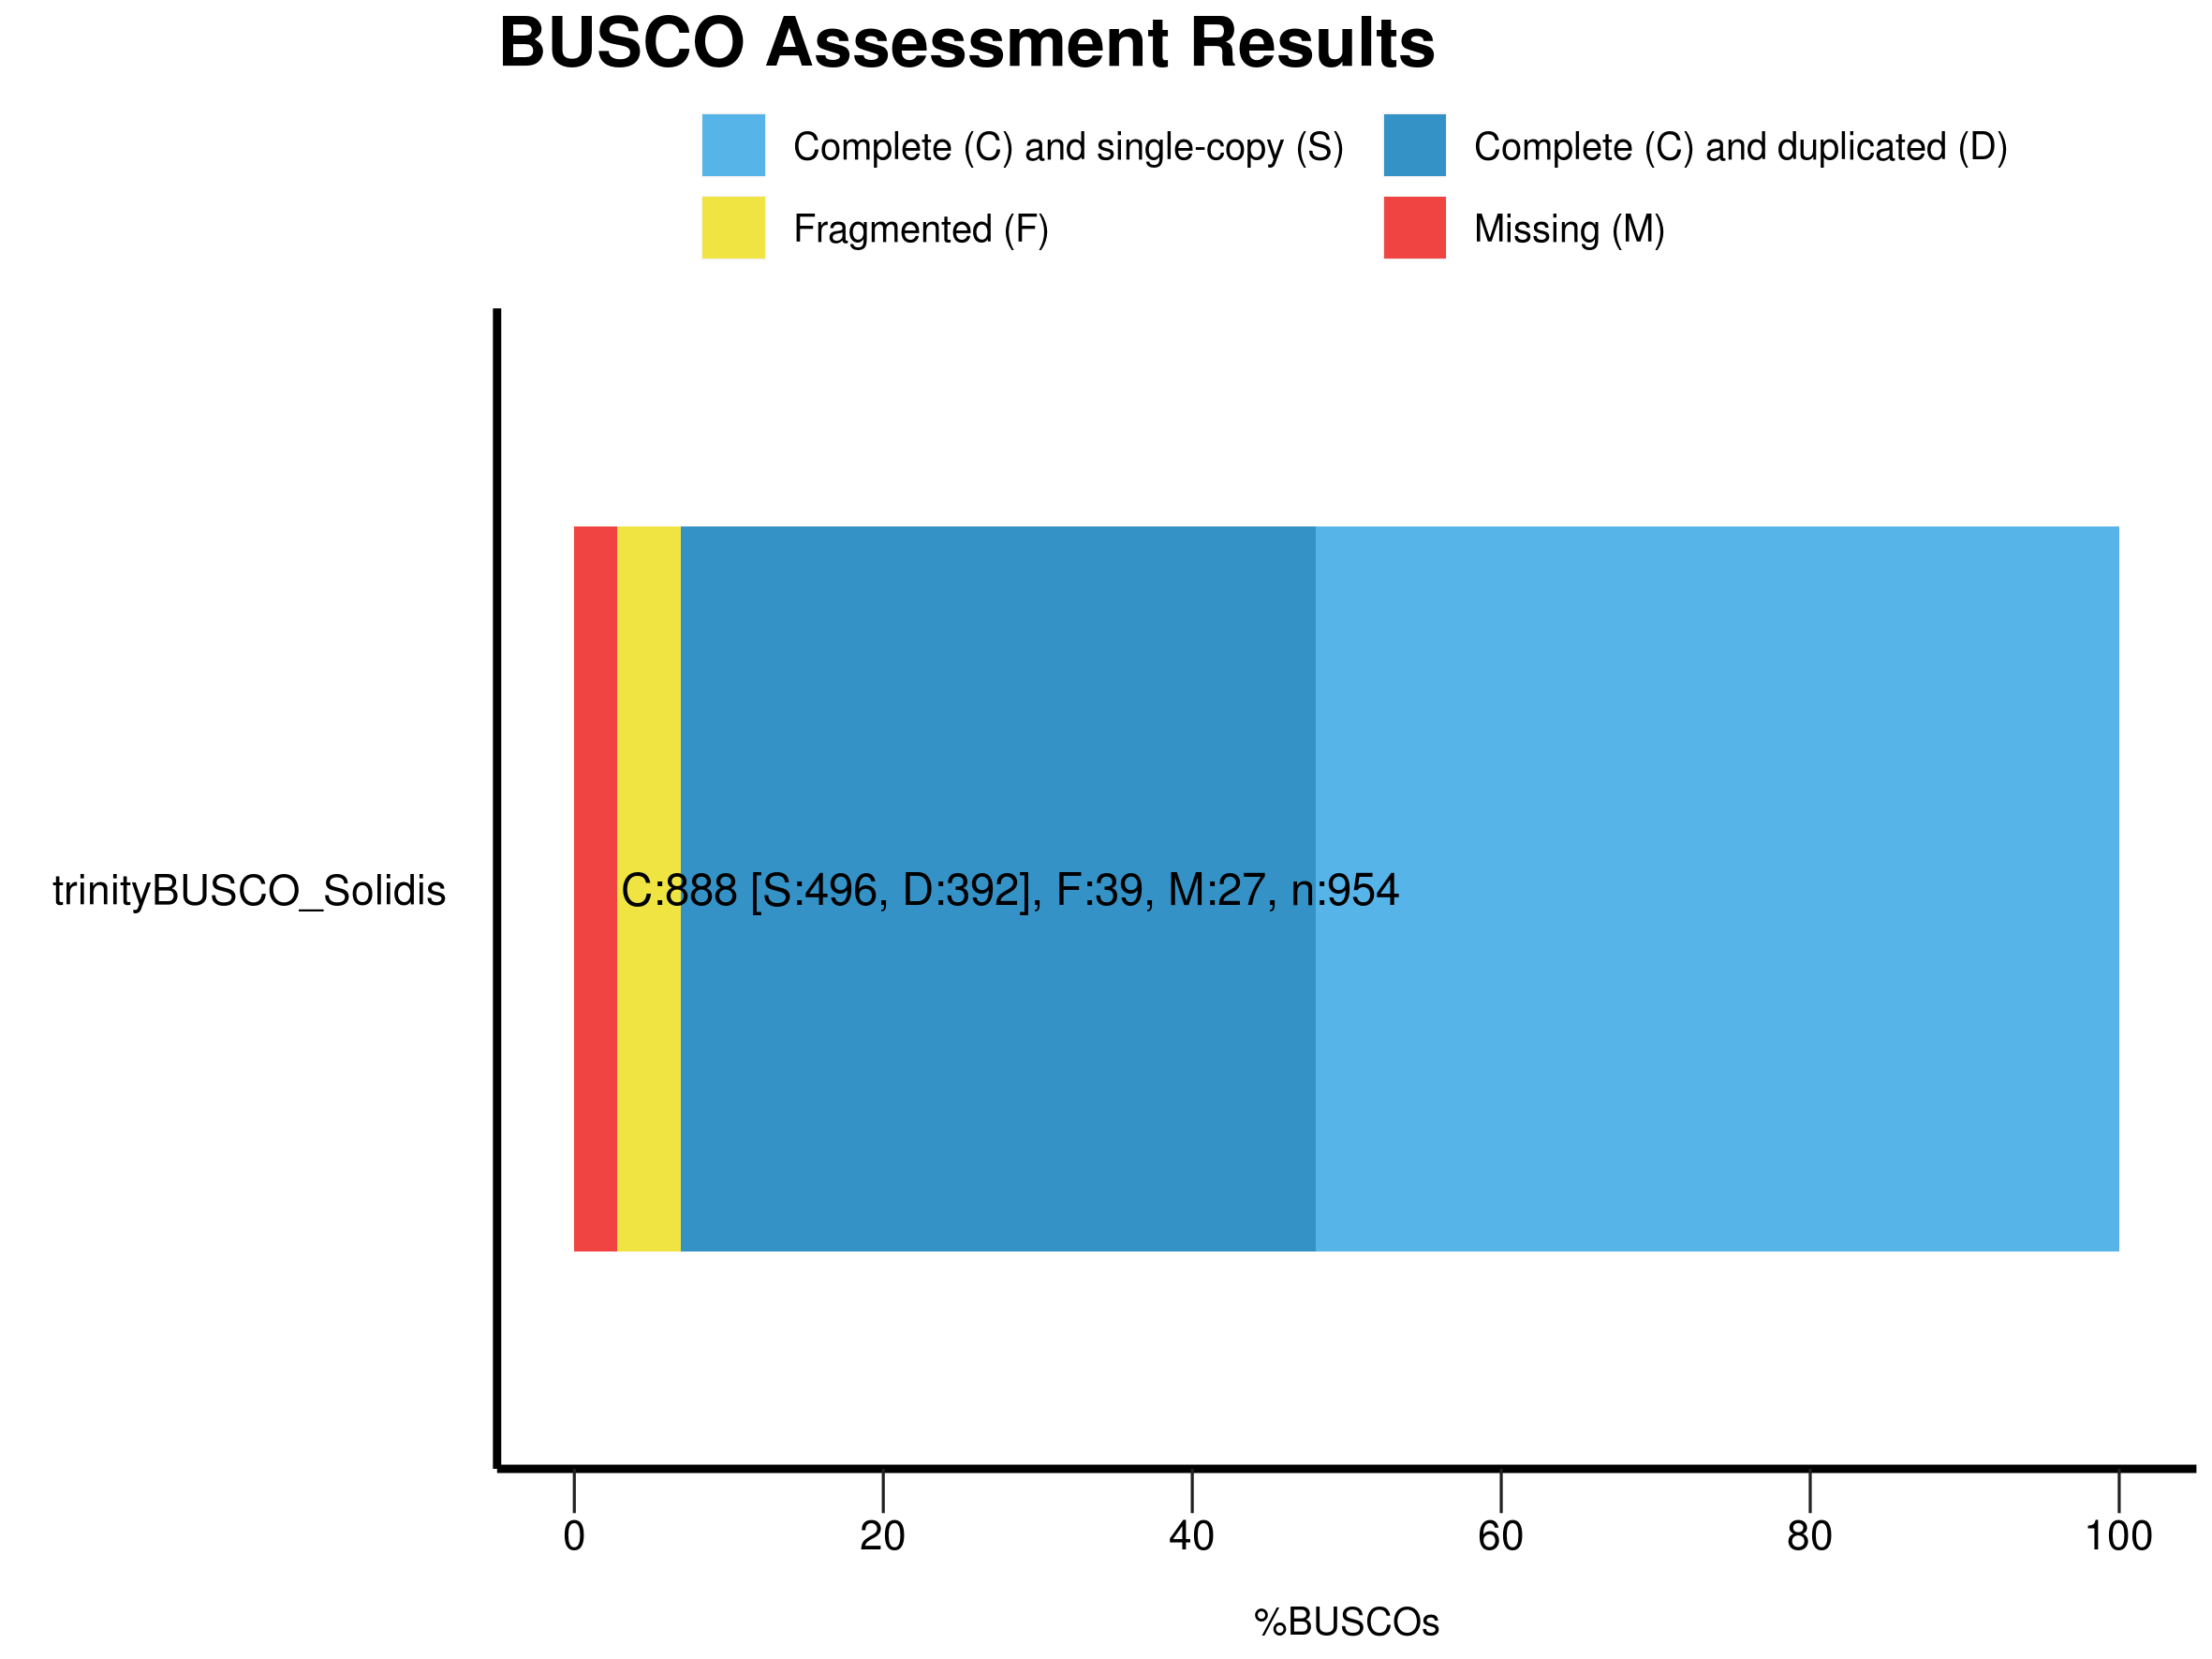 BUSCO Assessment Results
Complete (C) and single-copy (S)
Complete (C) and duplicated (D)
Fragmented (F)
Missing (M)
trinityBUSCO_Solidis
C:888 [S:496, D:392], F:39, M:27, n:954
0
20
40
60
80
100
%BUSCOs